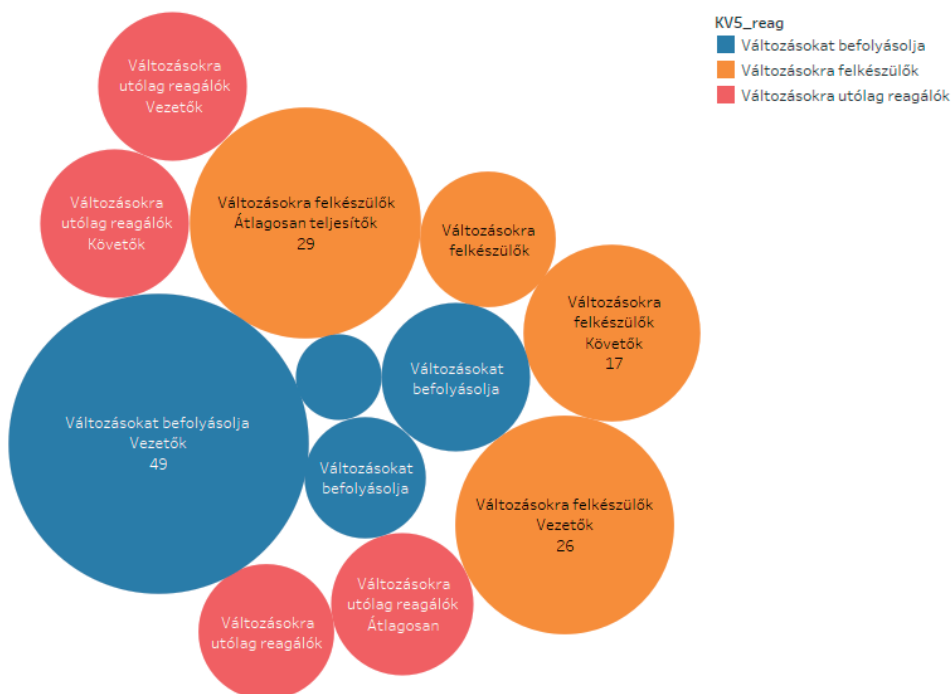 KV5_reag
Változásokat befolyásolja
Változásokra felkészülők
Változásokra utólag reagálók
Változásokra
utólag reagálók
Vezetők
Változásokra
utólag reagálók
Követők
Változásokra felkészülők
Átlagosan teljesítők
29
Változásokra
felkészülők
Változásokra
felkészülők
Követők
17
Változásokat
befolyásolja
Változásokat befolyásolja
Vezetők
49
Változásokat
befolyásolja
Változásokra felkészülők
Vezetők
26
Változásokra
utólag reagálók
Átlagosan
Változásokra
utólag reagálók